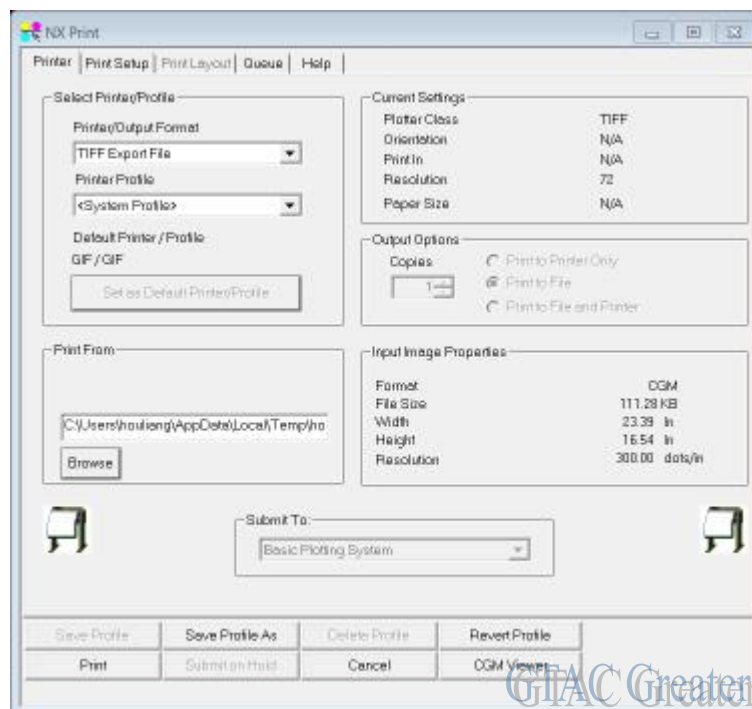 NX Print
Printer Print Setup Print Layout Queue Help
Select Printer/Profile
Printer/Output Format
TIFF Export File
Printer Profile
<System Profile>
Default Printer / Profile
GIF / GIF
Set as Default Printer/Profile
Current Settings
Plotter Class TIFF
Orientation N/A
Print In N/A
Resolution 72
Paper Size N/A
Output Options
Copies
1
Print to Printer Only
Print to File
Print to File and Printer
Print From
C:\Users\houliang\AppData\Local\Temp\ho
Browse
Input Image Properties
Format CGM
File Size 111.28 KB
Width 23.39 In
Height 16.54 In
Resolution 300.00 dots/in
Submit To:
Basic Plotting System
Save Profile Save Profile As Delete Profile Revert Profile
Print Submit on Hold Cancel CGM Viewer
GTAC Greater